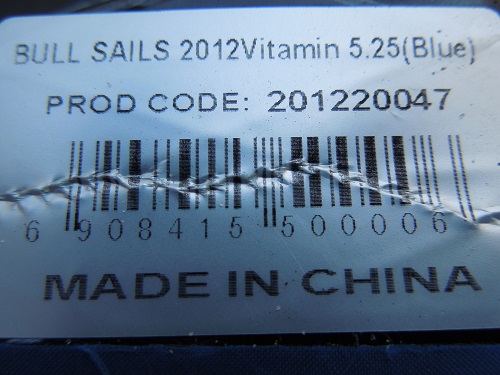 BULL SAILS 2012Vitamin 5.25(Blue)
PROD CODE: 201220047
6 908415 500006
MADE IN CHINA